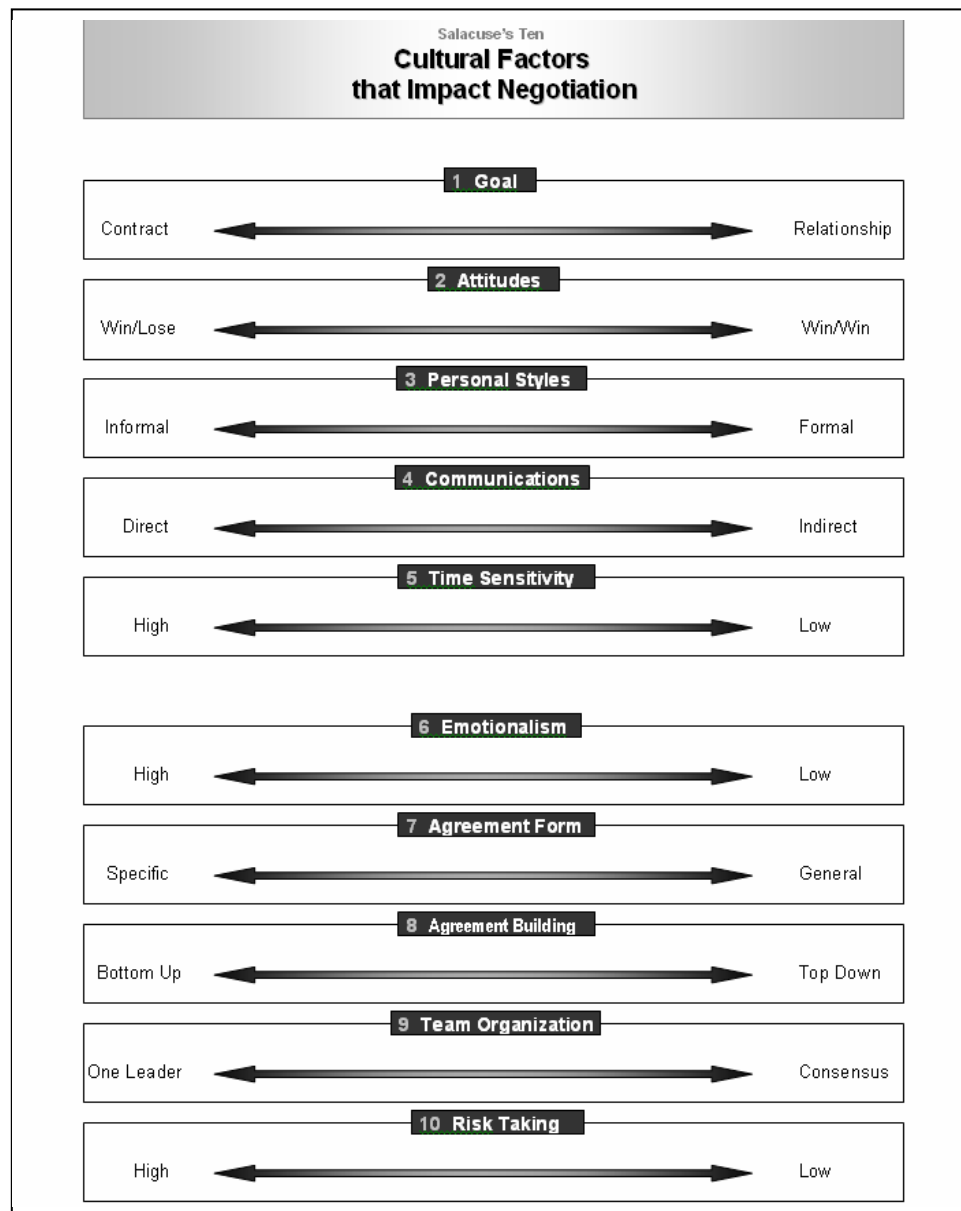 Salacuse's Ten
Cultural Factors
that Impact Negotiation
1 Goal
Contract Relationship
2 Attitudes
Win/Lose Win/Win
3 Personal Styles
Informal Formal
4 Communications
Direct Indirect
5 Time Sensitivity
High Low
6 Emotionalism
High Low
7 Agreement Form
Specific General
8 Agreement Building
Bottom Up Top Down
9 Team Organization
One Leader Consensus
10 Risk Taking
High Low